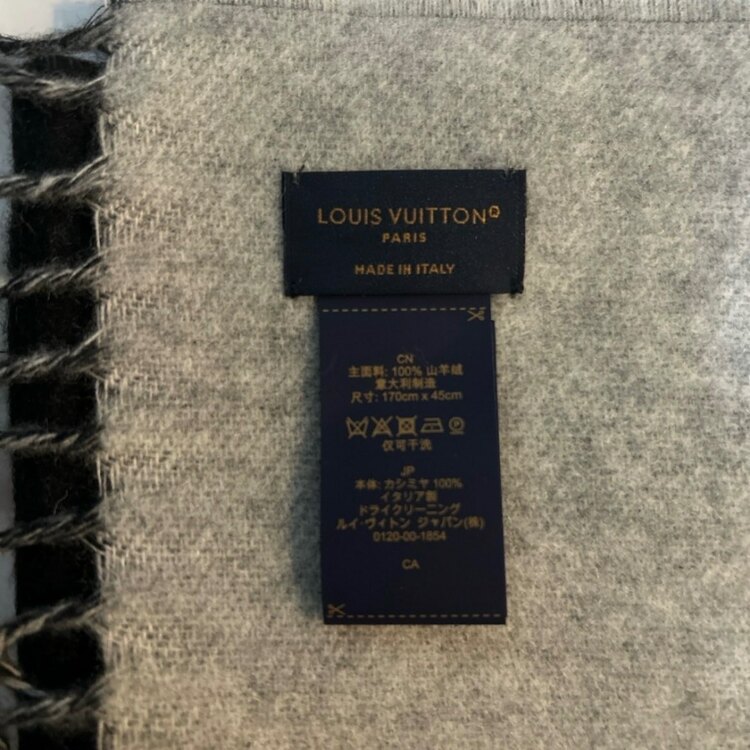 LOUIS VUITTON®
PARIS
MADE IN ITALY
CN
主面料: 100% 山羊绒
意大利制造
尺寸: 170cm x 45cm
仅可干洗
JP
本体: カシミヤ 100%
イタリア製
ドライクリーニング
ルイ·ヴィトン ジャパン(株)
0120-00-1854
CA